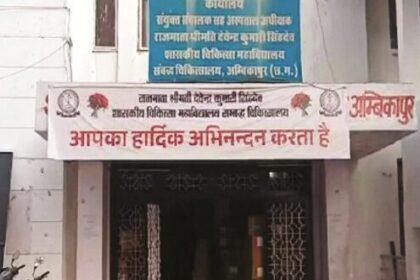 कार्यालय
संयुक्त संचालक सह अस्पताल अधीक्षक
राजमाता श्रीमति देवेन्द्र कुमारी सिंहदेव
शासकीय चिकित्सा महाविद्यालय
संबद्ध चिकित्सालय, अम्बिकापुर (छ.ग.)
राजमाता श्रीमती देवेन्द्र कुमारी सिंहदेव
शासकीय चिकित्सा महाविद्यालय सम्बद्ध चिकित्सालय
आपका हार्दिक अभिनन्दन करता है
अम्बिकापुर